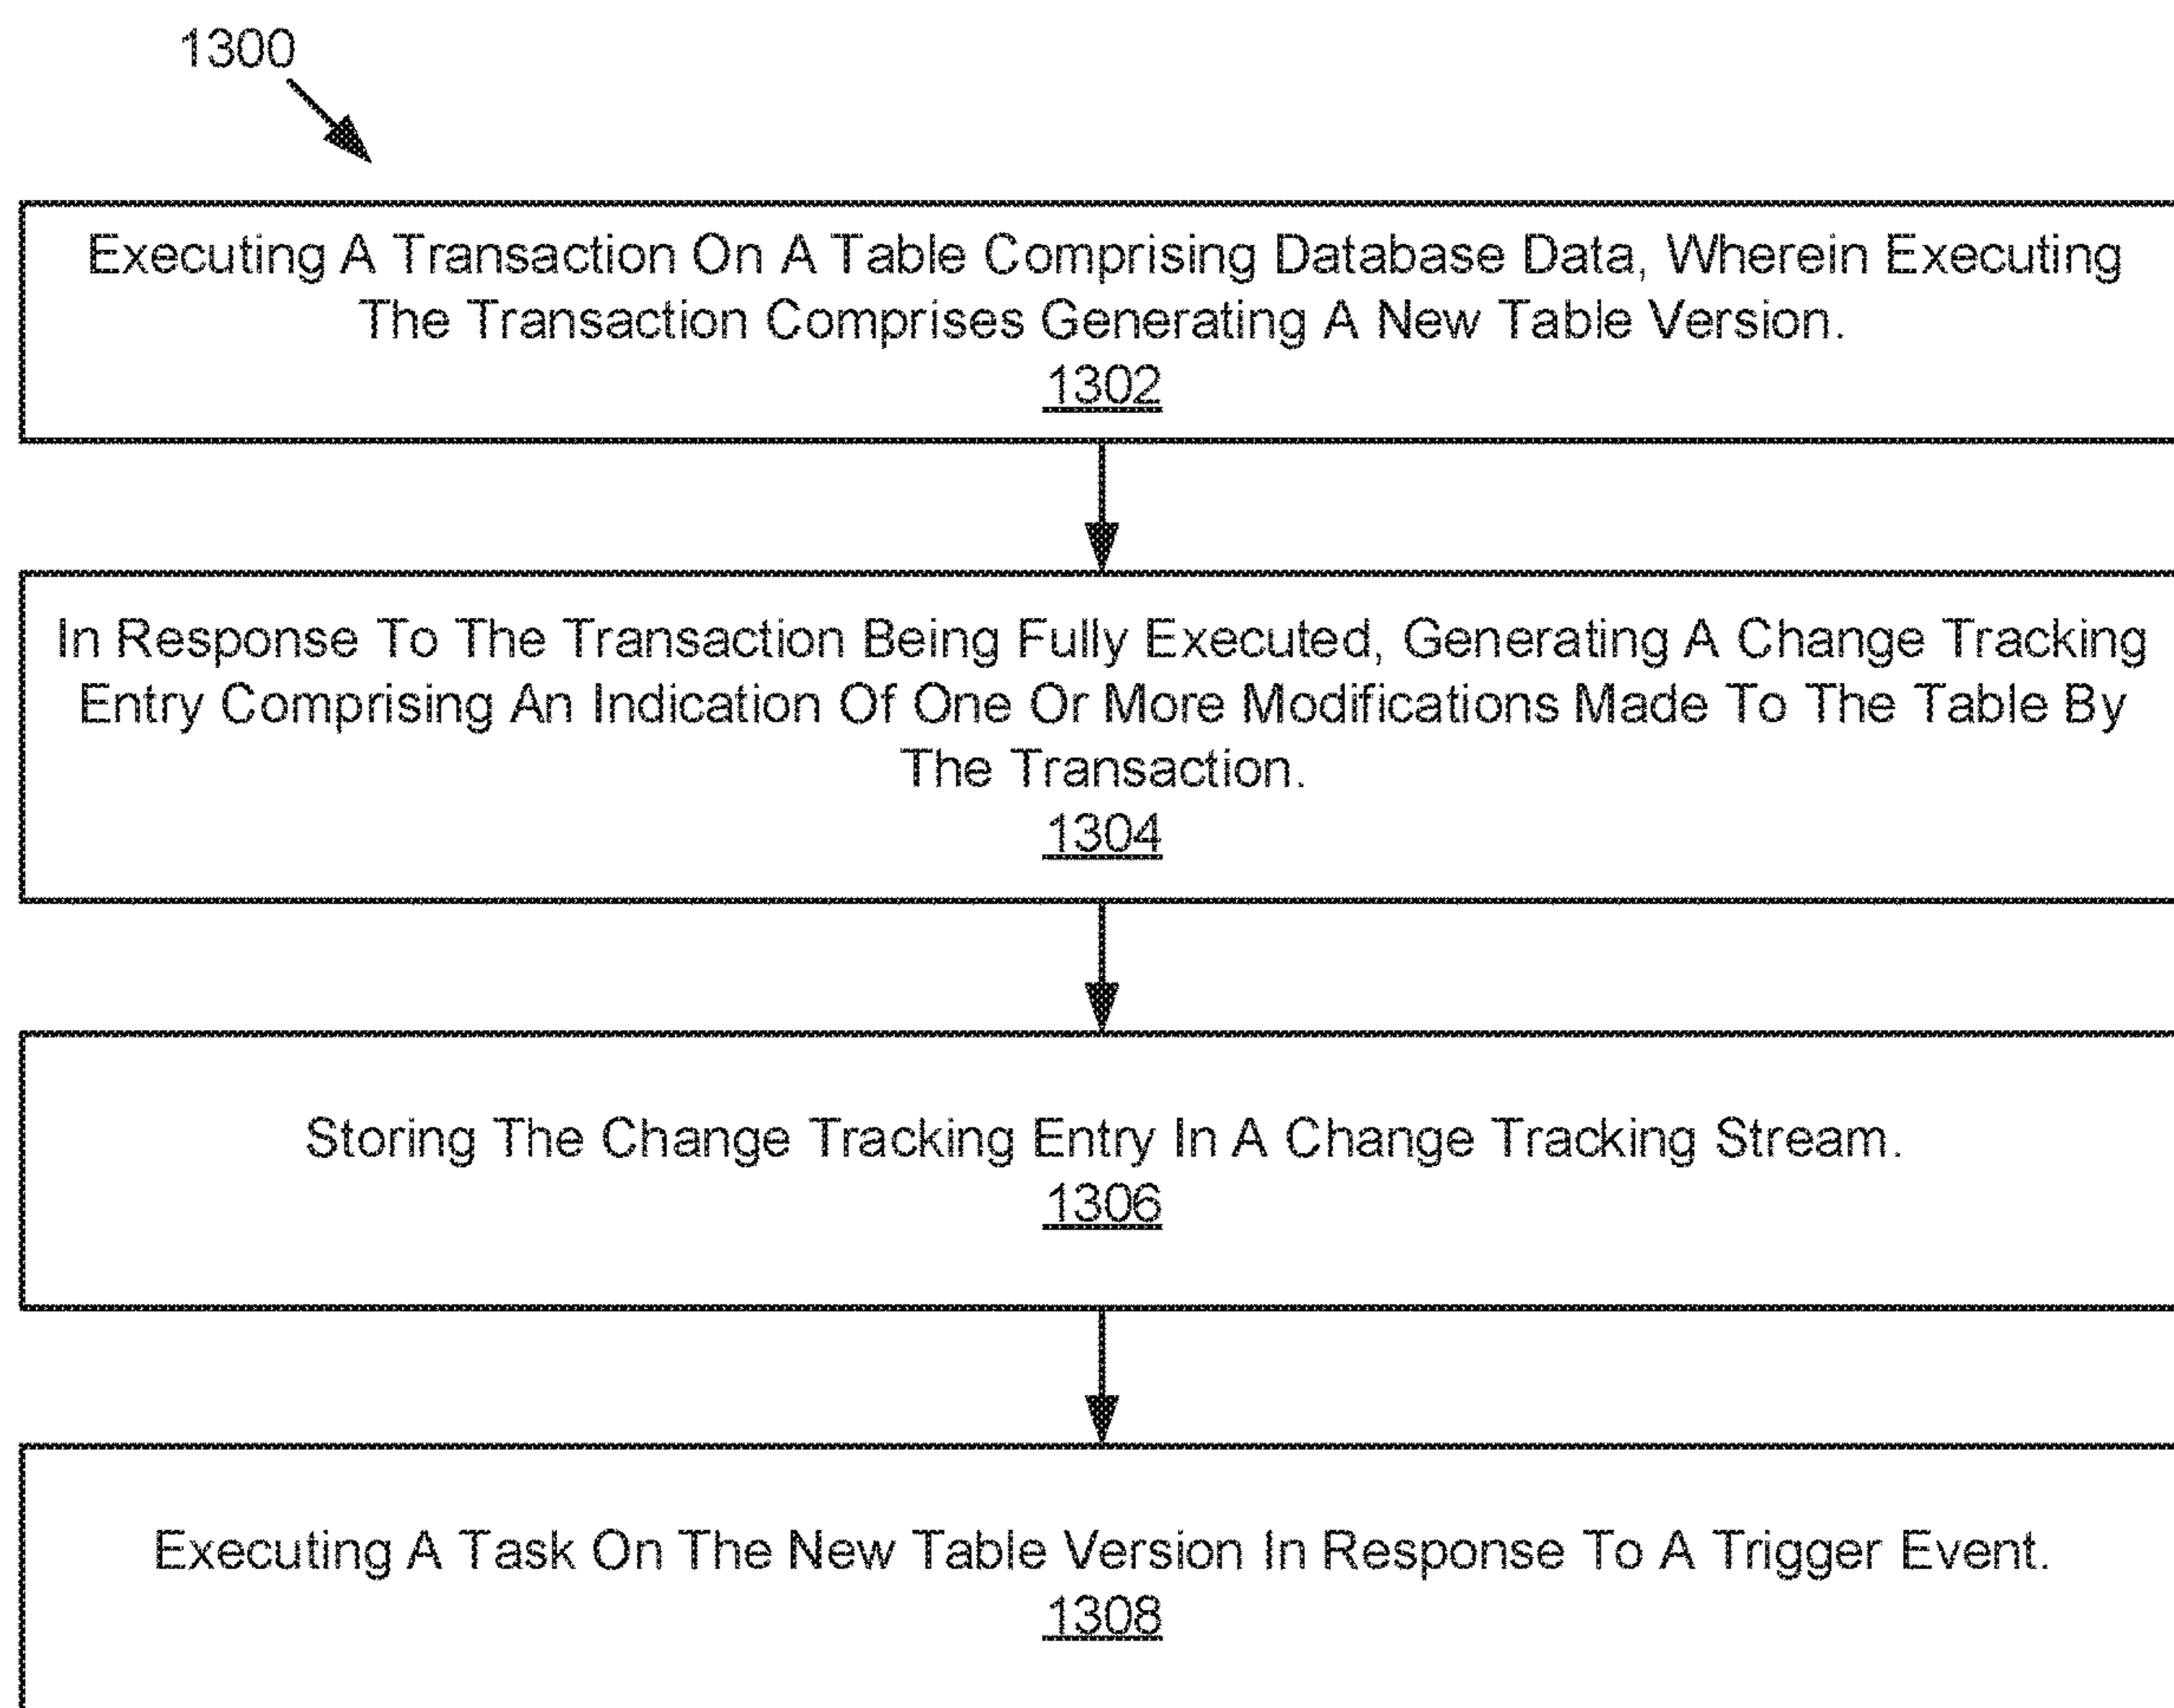 1300
Executing A Transaction On A Table Comprising Database Data, Wherein Executing
The Transaction Comprises Generating A New Table Version.
1302
In Response To The Transaction Being Fully Executed, Generating A Change Tracking
Entry Comprising An Indication Of One Or More Modifications Made To The Table By
The Transaction.
1304
Storing The Change Tracking Entry In A Change Tracking Stream.
1306
Executing A Task On The New Table Version In Response To A Trigger Event.
1308